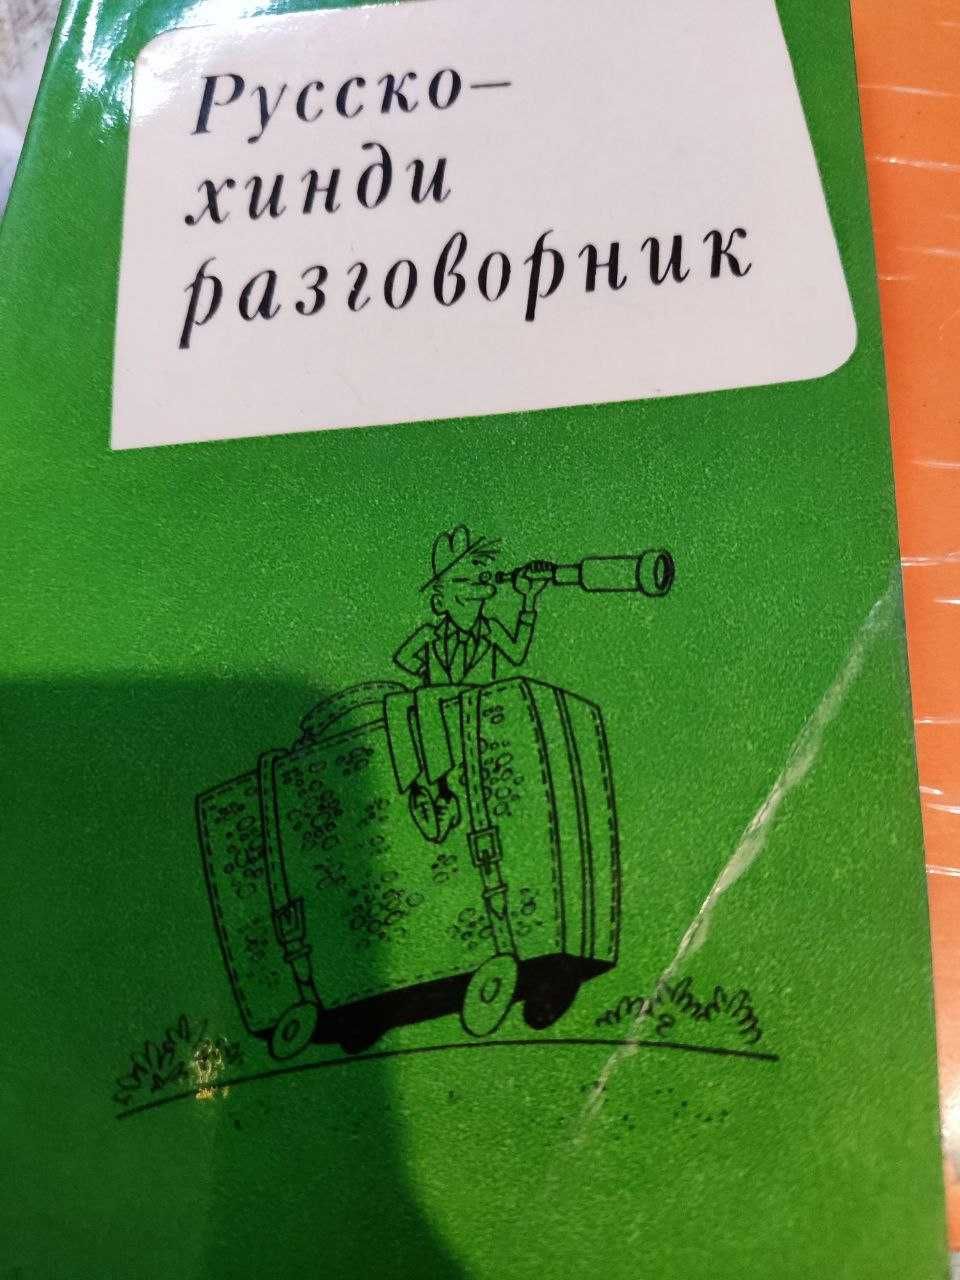 Русско-
хинди
разговорник